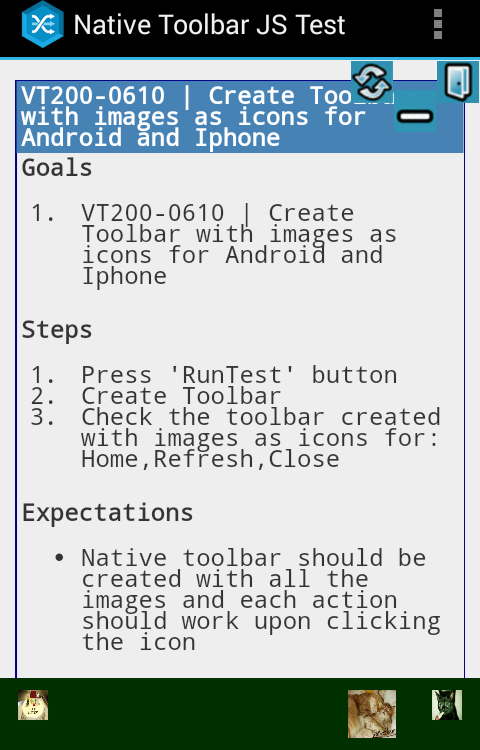 Native Toolbar JS Test
VT200-0610 | Create Too
with images as icons for
Android and Iphone
Goals
1. VT200-0610 | Create
Toolbar with images as
icons for Android and
Iphone
Steps
1. Press 'RunTest' button
2. Create Toolbar
3. Check the toolbar created
with images as icons for:
Home,Refresh,Close
Expectations
• Native toolbar should be
created with all the
images and each action
should work upon clicking
the icon